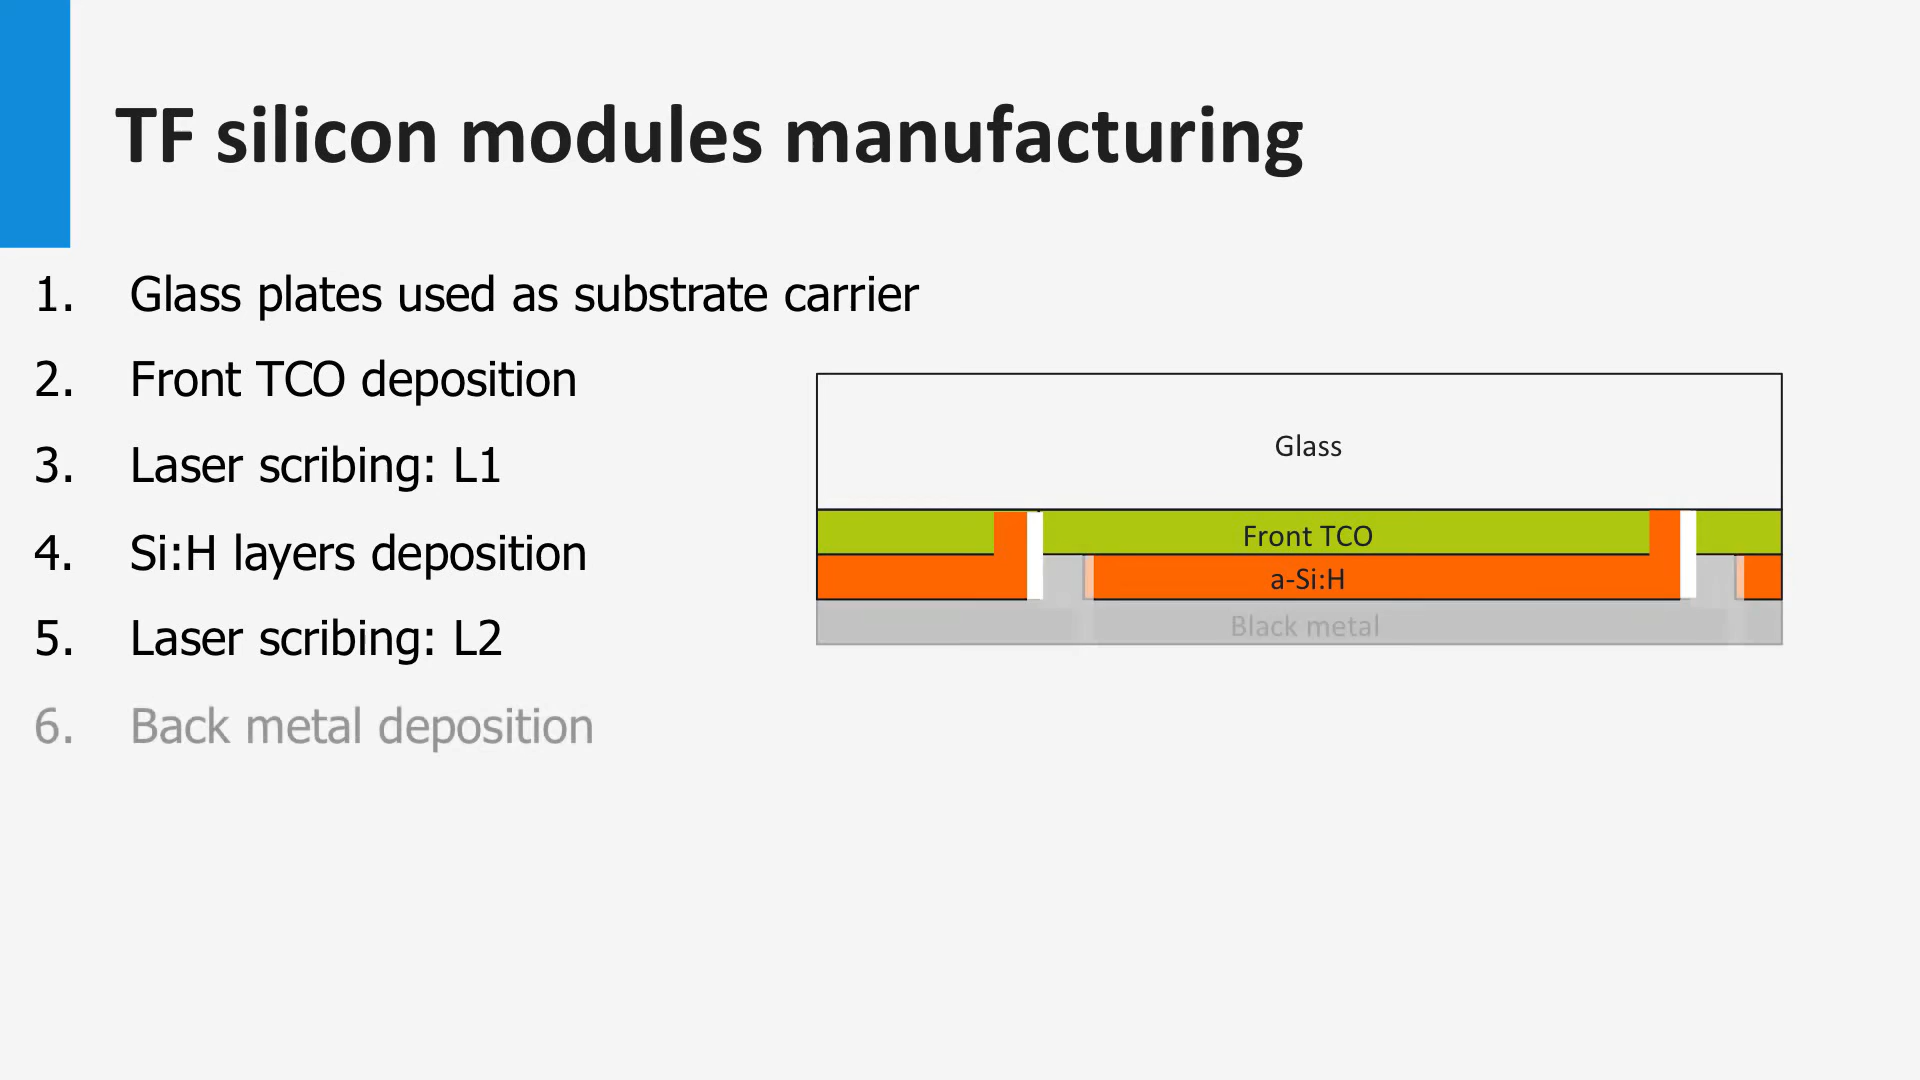 TF silicon modules manufacturing
1. Glass plates used as substrate carrier
2. Front TCO deposition
3. Laser scribing: L1
4. Si:H layers deposition
5. Laser scribing: L2
6. Back metal deposition
Glass
Front TCO
a-Si:H
Black metal